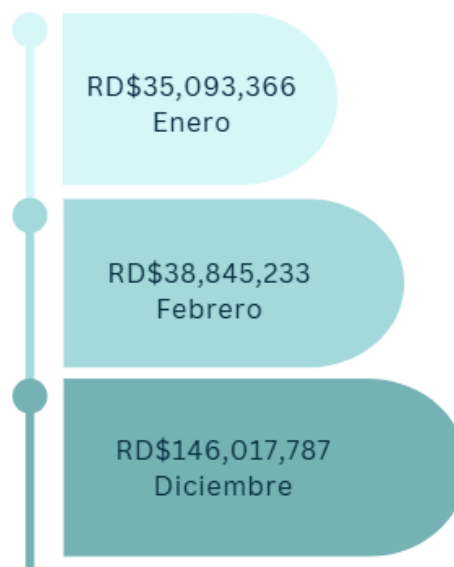 RD$35,093,366
Enero
RD$38,845,233
Febrero
RD$146,017,787
Diciembre